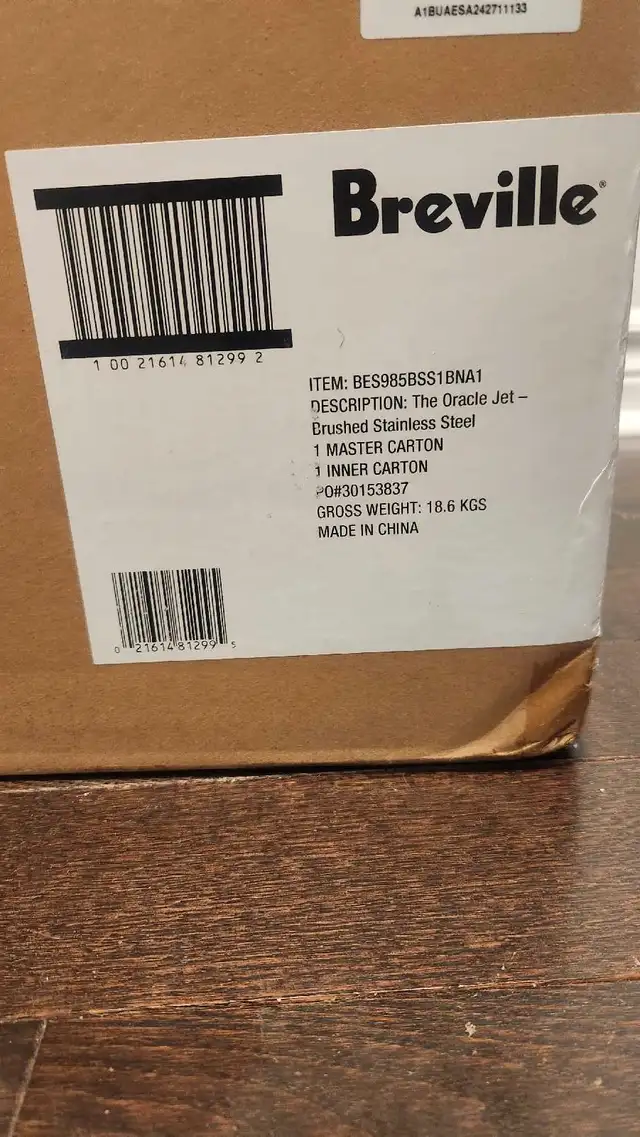 A1BUAESA242711133
Breville®
1 00 21614 81299 2
ITEM: BES985BSS1BNA1
DESCRIPTION: The Oracle Jet –
Brushed Stainless Steel
1 MASTER CARTON
1 INNER CARTON
PO#30153837
GROSS WEIGHT: 18.6 KGS
MADE IN CHINA
0 21614 81299 5